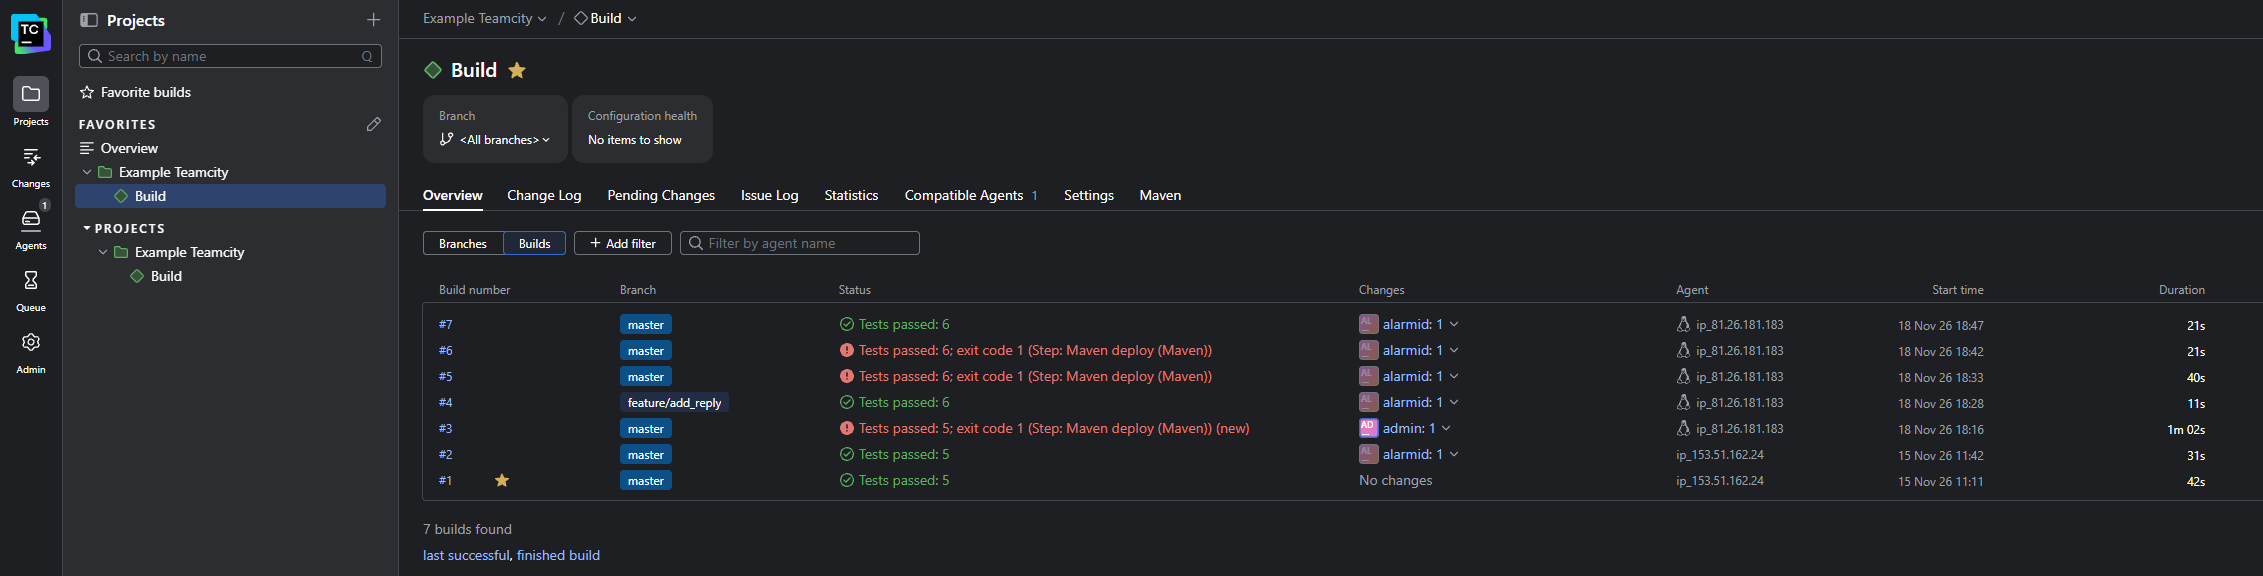 TC
Projects
Changes
1
Agents
Queue
Admin
Projects
Search by name Q
Favorite builds
FAVORITES
Overview
Example Teamcity
Build
PROJECTS
Example Teamcity
Build
Example Teamcity / Build
Build
Branch
<All branches>
Configuration health
No items to show
Overview Change Log Pending Changes Issue Log Statistics Compatible Agents 1 Settings Maven
Branches Builds + Add filter Filter by agent name
Build number Branch Status Changes Agent Start time Duration
#7 master Tests passed: 6 AL alarmid: 1 ip_81.26.181.183 18 Nov 26 18:47 21s
#6 master Tests passed: 6; exit code 1 (Step: Maven deploy (Maven)) AL alarmid: 1 ip_81.26.181.183 18 Nov 26 18:42 21s
#5 master Tests passed: 6; exit code 1 (Step: Maven deploy (Maven)) AL alarmid: 1 ip_81.26.181.183 18 Nov 26 18:33 40s
#4 feature/add_reply Tests passed: 6 AL alarmid: 1 ip_81.26.181.183 18 Nov 26 18:28 11s
#3 master Tests passed: 5; exit code 1 (Step: Maven deploy (Maven)) (new) AD admin: 1 ip_81.26.181.183 18 Nov 26 18:16 1m 02s
#2 master Tests passed: 5 AL alarmid: 1 ip_153.51.162.24 15 Nov 26 11:42 31s
#1 master Tests passed: 5 No changes ip_153.51.162.24 15 Nov 26 11:11 42s
7 builds found
last successful, finished build